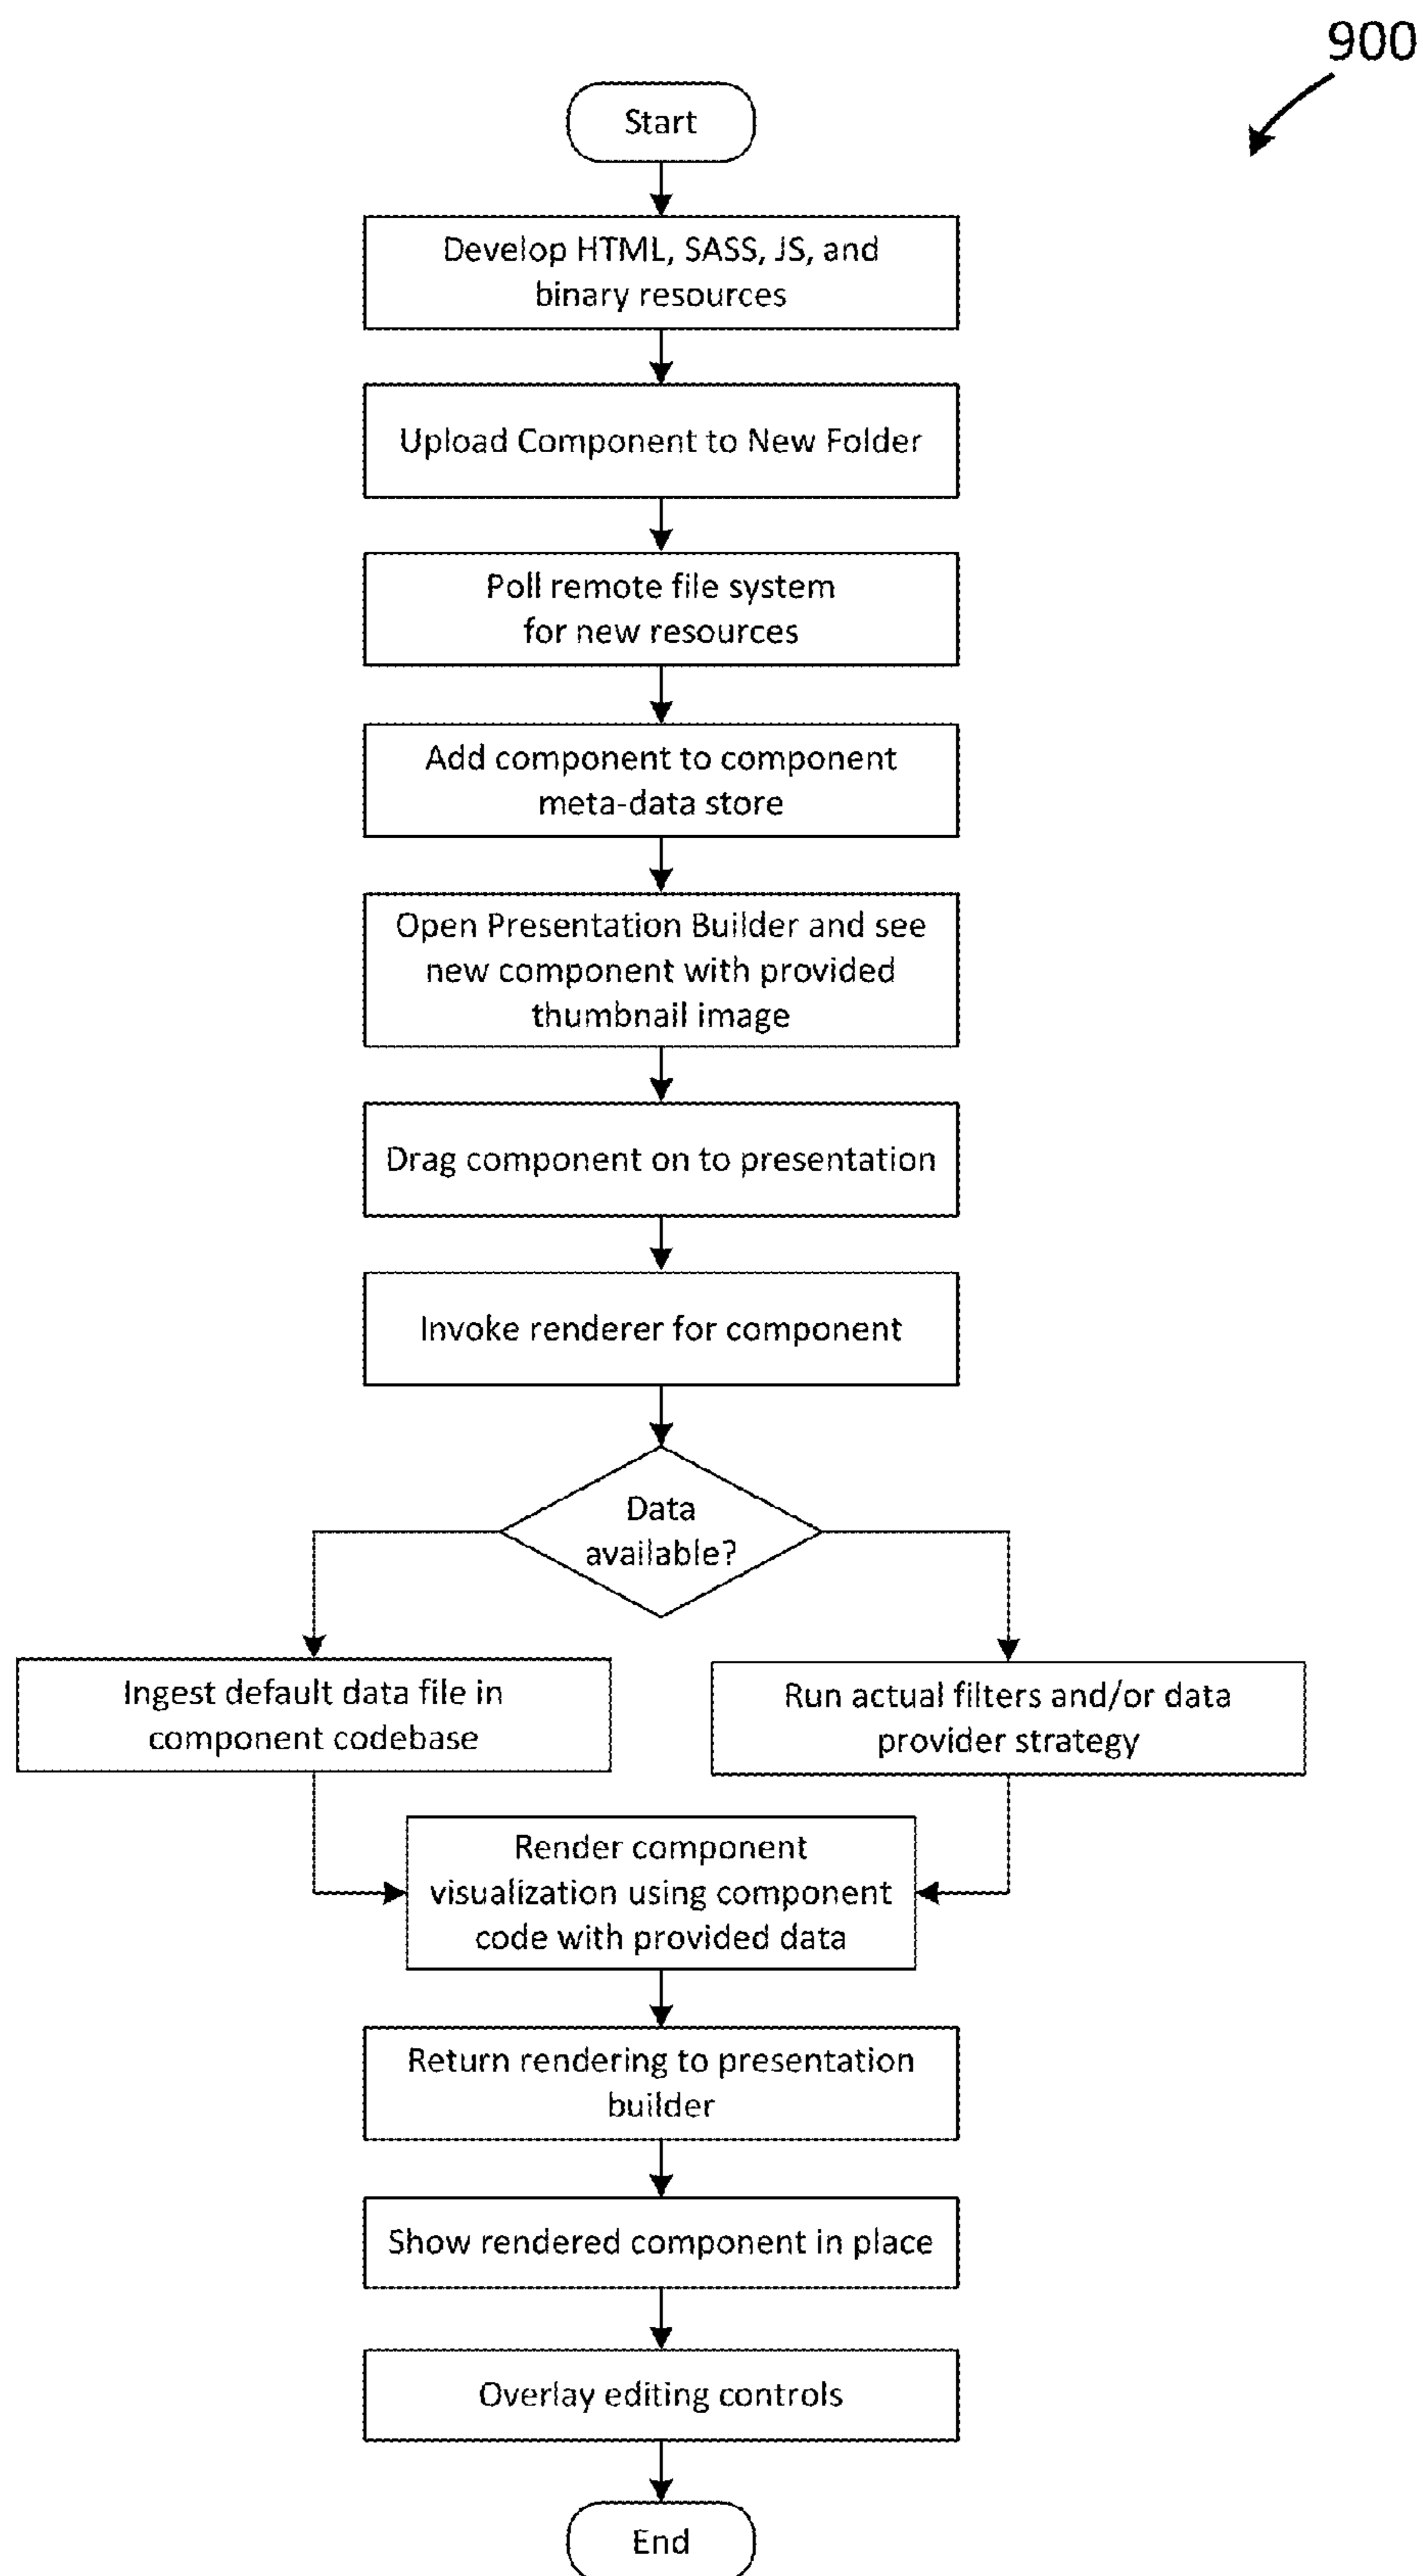 900
Start
Develop HTML, SASS, JS, and
binary resources
Upload Component to New Folder
Poll remote file system
for new resources
Add component to component
meta-data store
Open Presentation Builder and see
new component with provided
thumbnail image
Drag component on to presentation
Invoke renderer for component
Data
available?
Ingest default data file in
component codebase
Run actual filters and/or data
provider strategy
Render component
visualization using component
code with provided data
Return rendering to presentation
builder
Show rendered component in place
Overlay editing controls
End